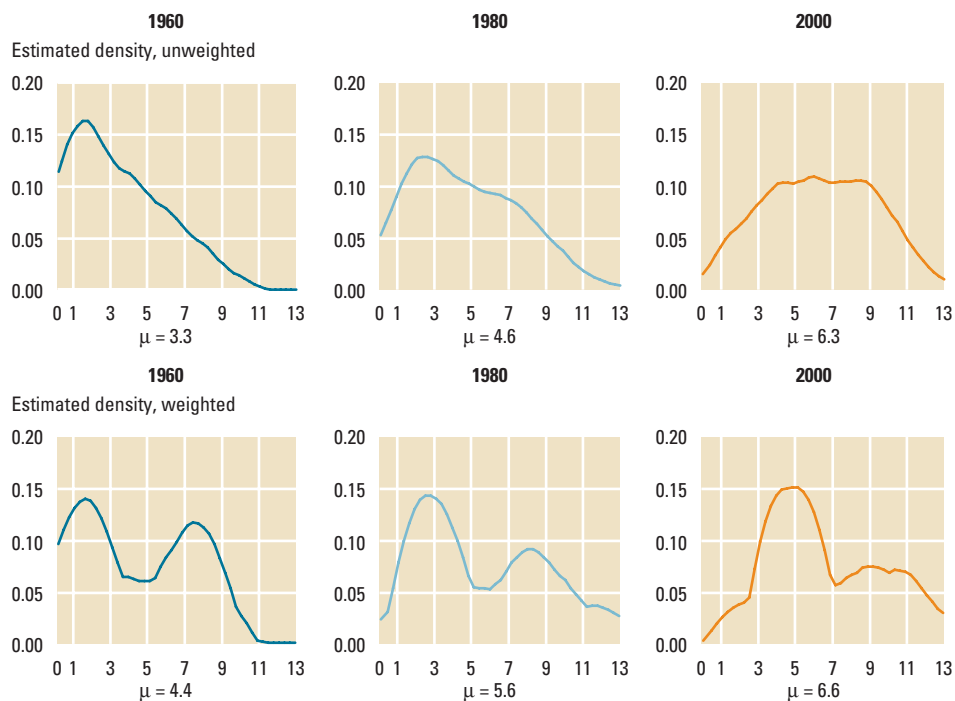 1960 1980 2000
Estimated density, unweighted
0.20 0.20 0.20
0.15 0.15 0.15
0.10 0.10 0.10
0.05 0.05 0.05
0.00 0.00 0.00
0 1 3 5 7 9 11 13 0 1 3 5 7 9 11 13 0 1 3 5 7 9 11 13
μ = 3.3 μ = 4.6 μ = 6.3
1960 1980 2000
Estimated density, weighted
0.20 0.20 0.20
0.15 0.15 0.15
0.10 0.10 0.10
0.05 0.05 0.05
0.00 0.00 0.00
0 1 3 5 7 9 11 13 0 1 3 5 7 9 11 13 0 1 3 5 7 9 11 13
μ = 4.4 μ = 5.6 μ = 6.6